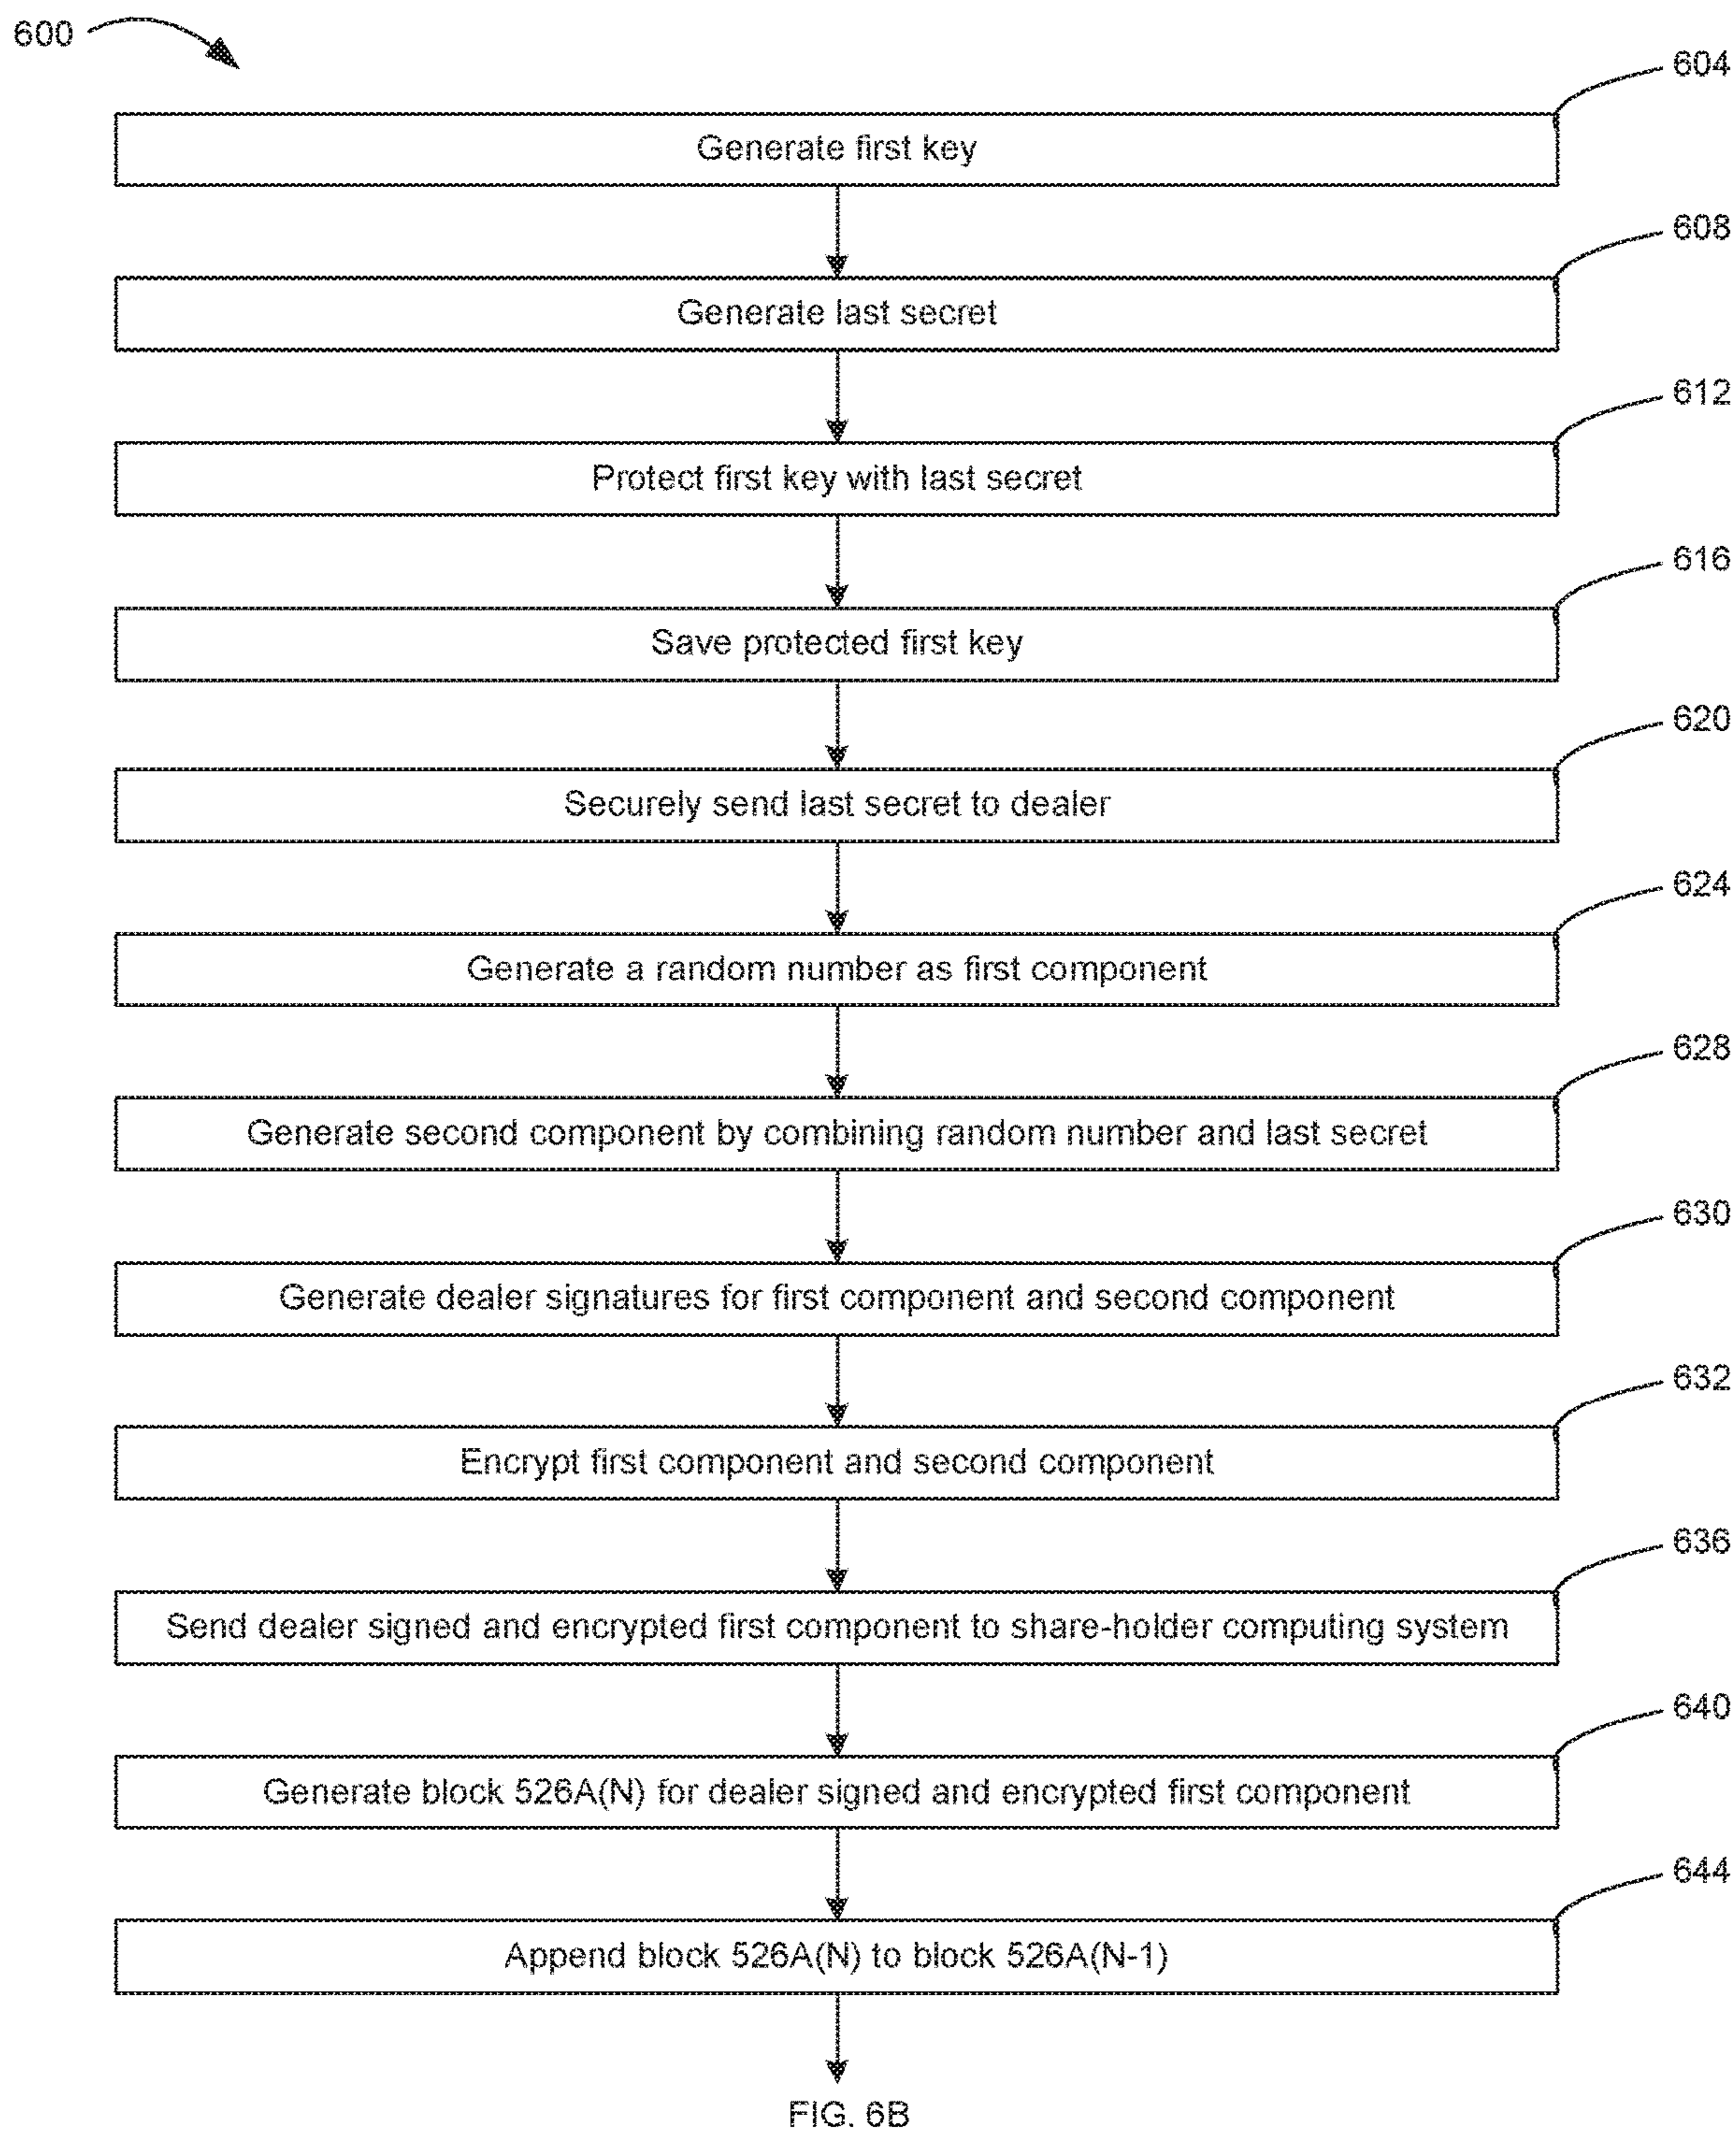 600
604
Generate first key
608
Generate last secret
612
Protect first key with last secret
616
Save protected first key
620
Securely send last secret to dealer
624
Generate a random number as first component
628
Generate second component by combining random number and last secret
630
Generate dealer signatures for first component and second component
632
Encrypt first component and second component
636
Send dealer signed and encrypted first component to share-holder computing system
640
Generate block 526A(N) for dealer signed and encrypted first component
644
Append block 526A(N) to block 526A(N-1)
FIG. 6B